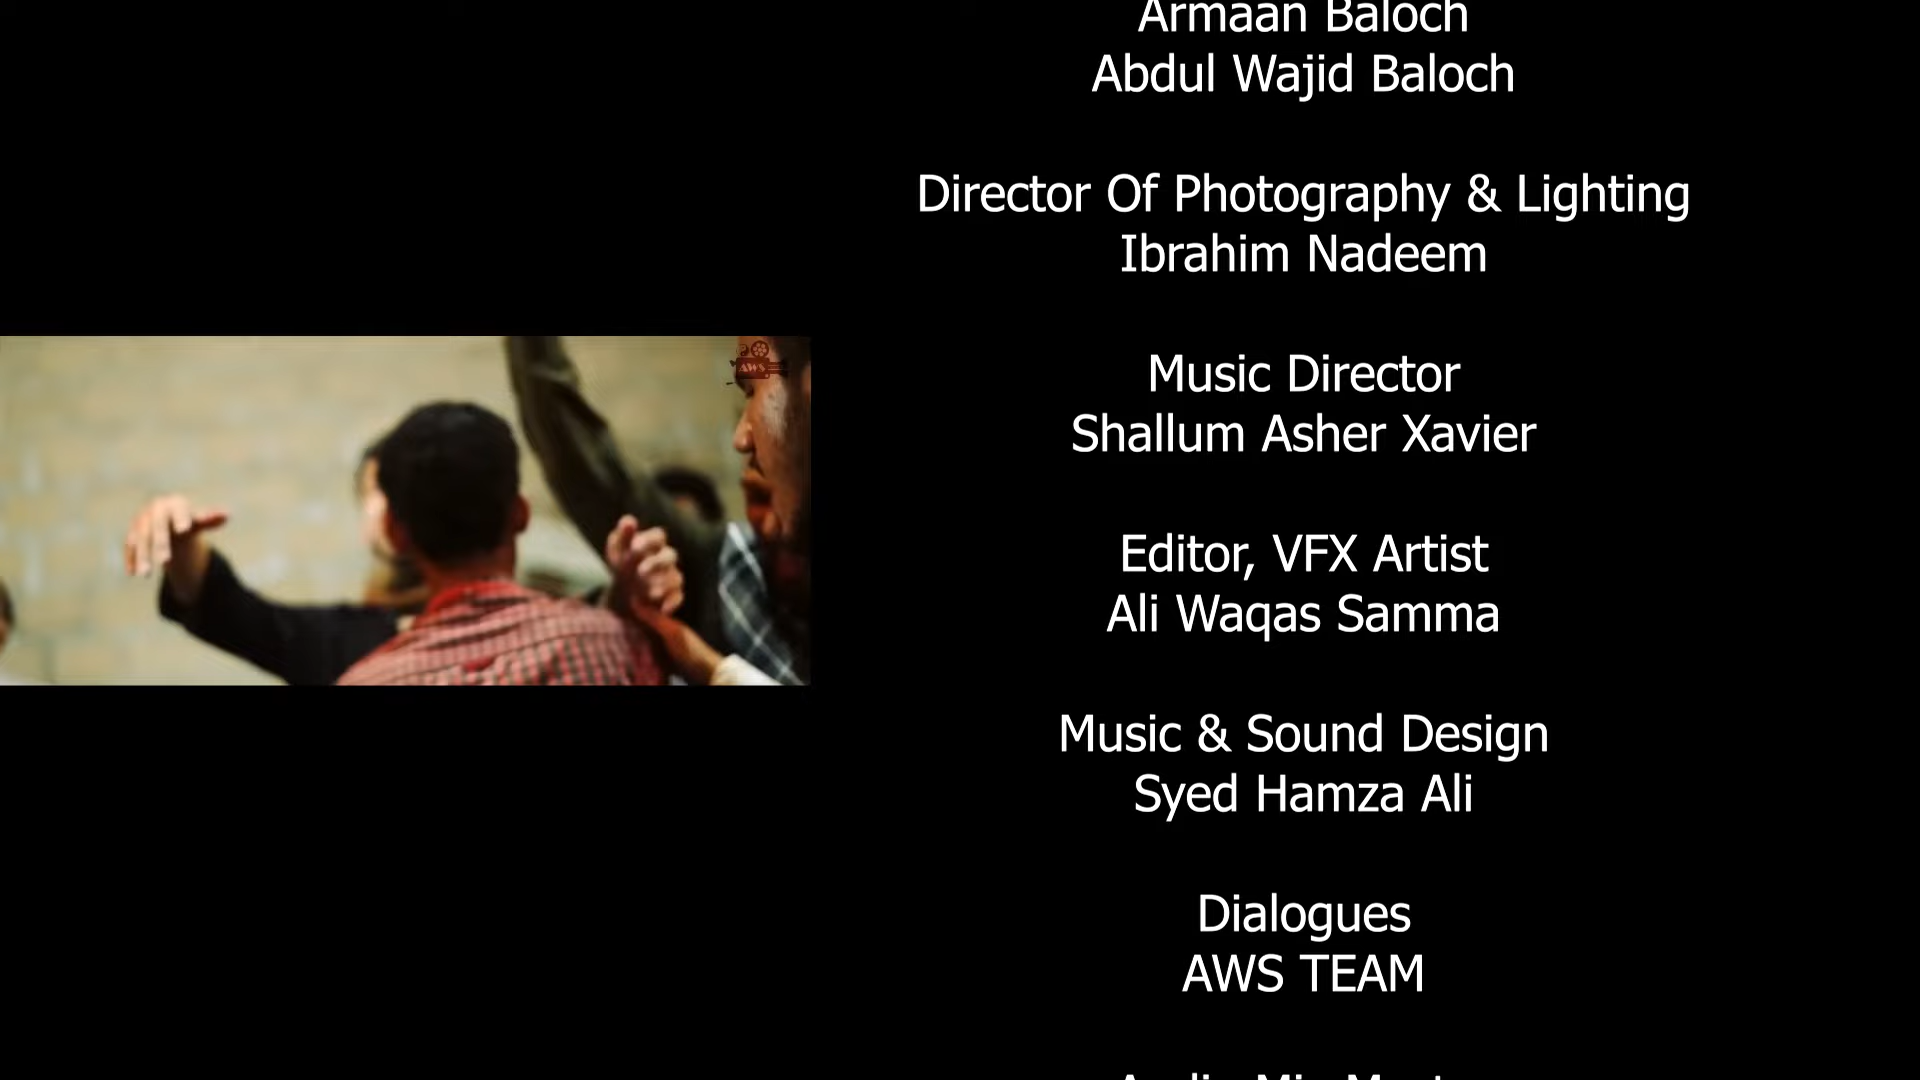 Armaan Baloch
Abdul Wajid Baloch
Director Of Photography & Lighting
Ibrahim Nadeem
Music Director
Shallum Asher Xavier
Editor, VFX Artist
Ali Waqas Samma
Music & Sound Design
Syed Hamza Ali
Dialogues
AWS TEAM
AWS